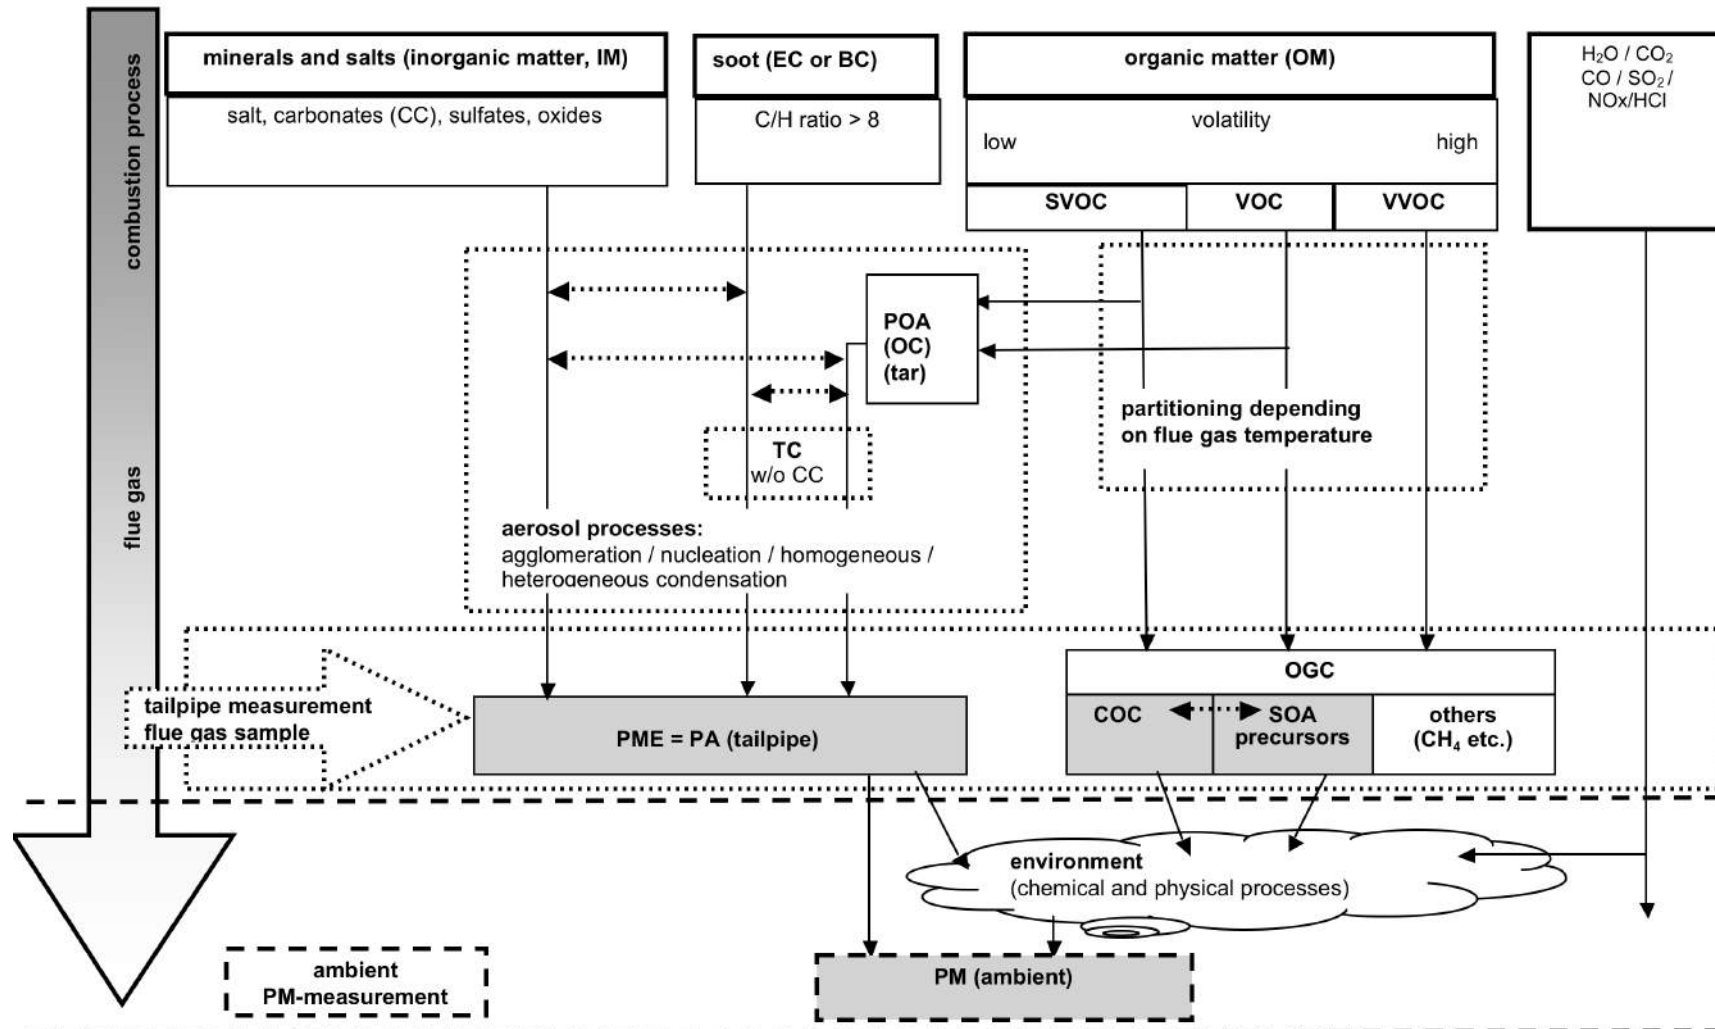 combustion process
flue gas
minerals and salts (inorganic matter, IM)
salt, carbonates (CC), sulfates, oxides
soot (EC or BC)
C/H ratio > 8
organic matter (OM)
volatility
low
high
SVOC
VOC
VVOC
H₂O / CO₂
CO / SO₂ /
NOx/HCl
POA
(OC)
(tar)
partitioning depending
on flue gas temperature
TC
w/o CC
aerosol processes:
agglomeration / nucleation / homogeneous /
heterogeneous condensation
tailpipe measurement
flue gas sample
PME = PA (tailpipe)
OGC
COC
SOA
precursors
others
(CH₄ etc.)
environment
(chemical and physical processes)
ambient
PM-measurement
PM (ambient)